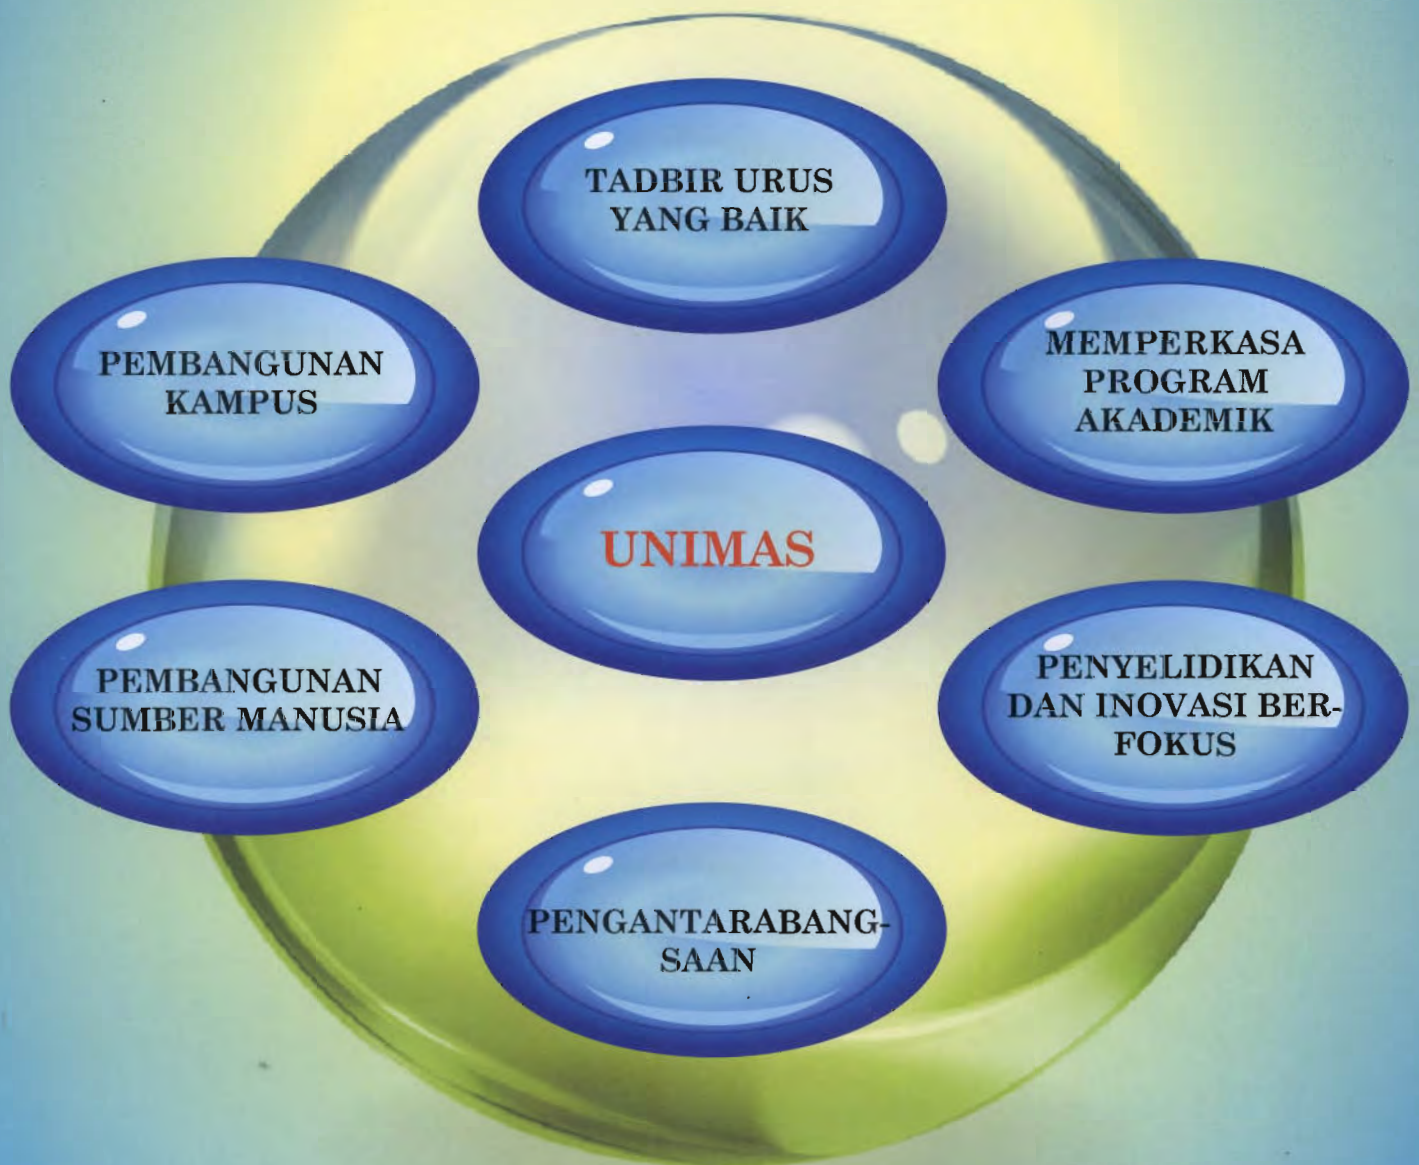 TADBIR URUS
YANG BAIK
PEMBANGUNAN
KAMPUS
MEMPERKASA
PROGRAM
AKADEMIK
UNIMAS
PEMBANGUNAN
SUMBER MANUSIA
PENYELIDIKAN
DAN INOVASI BER-
FOKUS
PENGANTARABANG-
SAAN